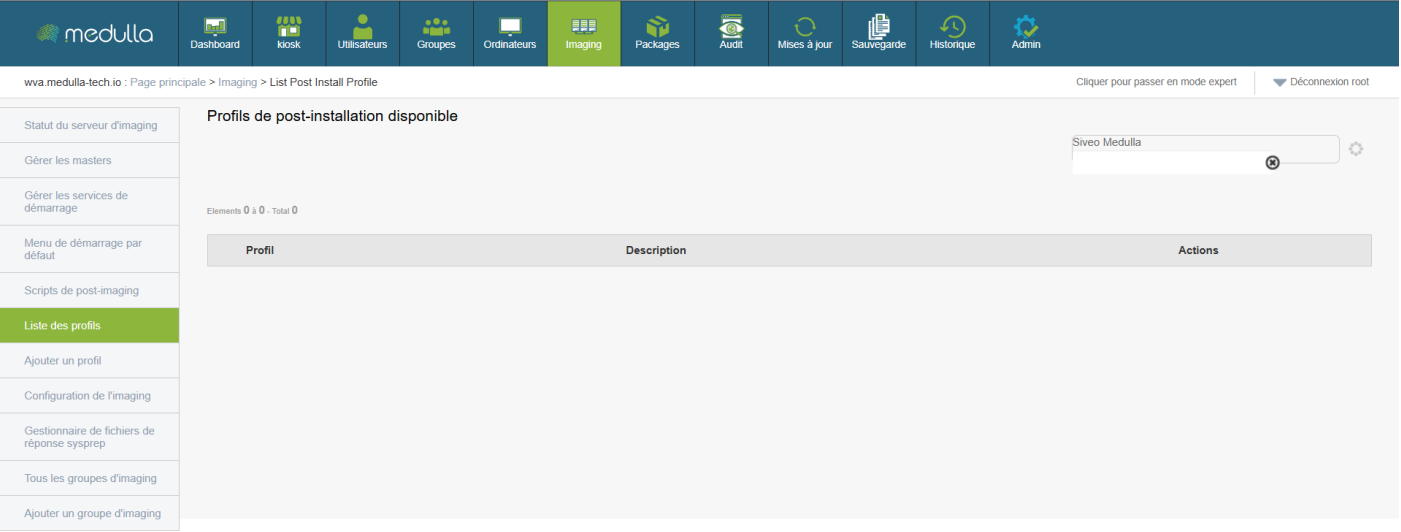 medulla
Dashboard
kiosk
Utilisateurs
Groupes
Ordinateurs
Imaging
Packages
Audit
Mises à jour
Sauvegarde
Historique
Admin
wva.medulla-tech.io : Page principale > Imaging > List Post Install Profile
Cliquer pour passer en mode expert
Déconnexion root
Statut du serveur d'imaging
Gérer les masters
Gérer les services de
démarrage
Menu de démarrage par
défaut
Scripts de post-imaging
Liste des profils
Ajouter un profil
Configuration de l'imaging
Gestionnaire de fichiers de
réponse sysprep
Tous les groupes d'imaging
Ajouter un groupe d'imaging
Profils de post-installation disponible
Siveo Medulla
Elements 0 à 0 - Total 0
Profil Description Actions